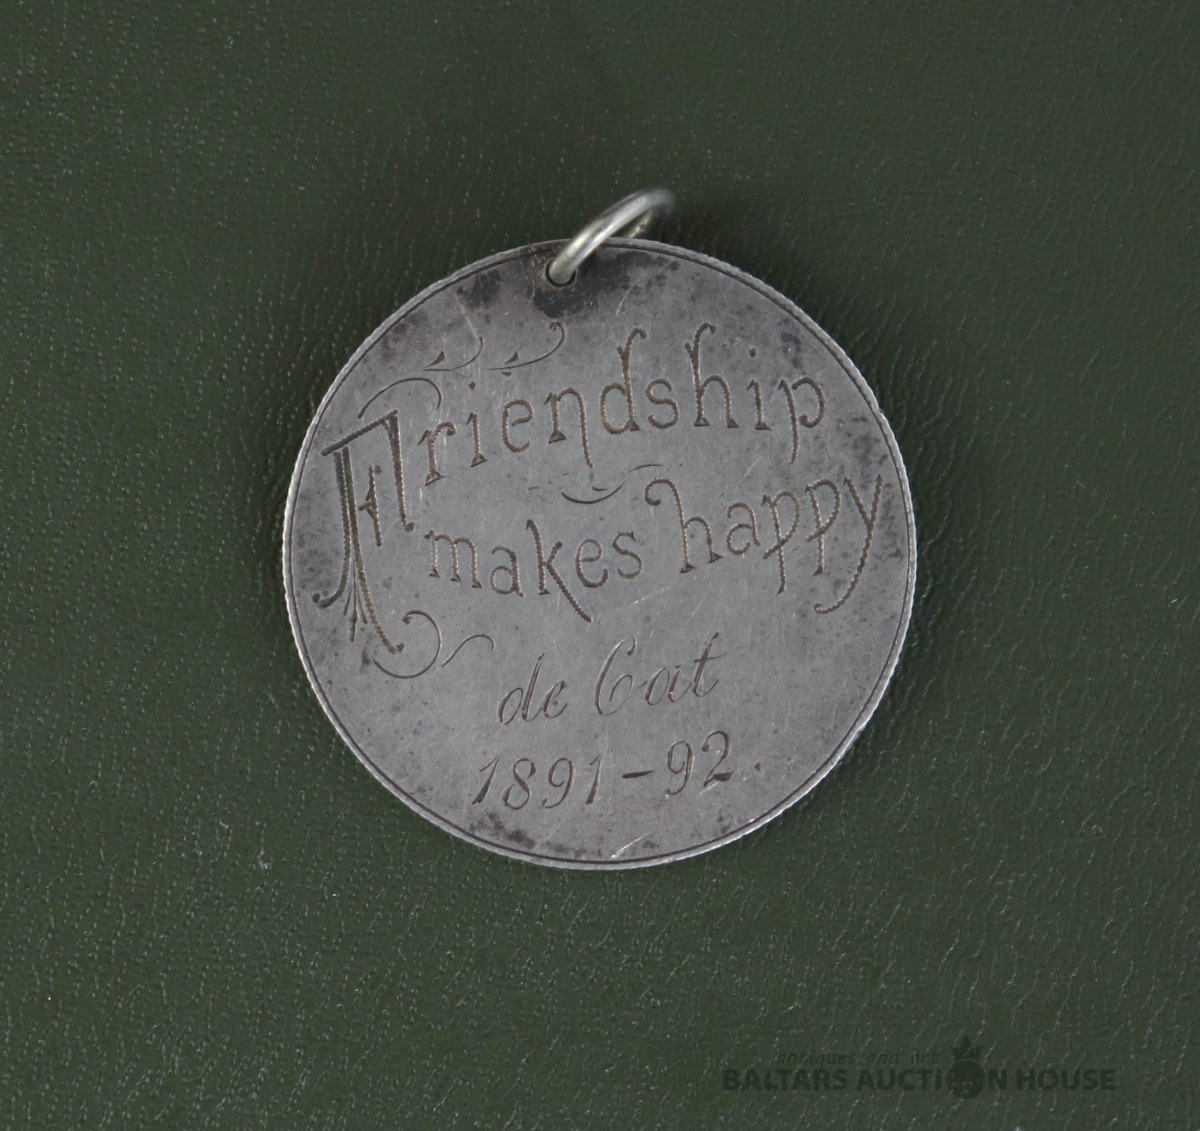 Friendship
makes happy
de Cat
1891-92.
antiques and art
BALTARS AUCTION HOUSE